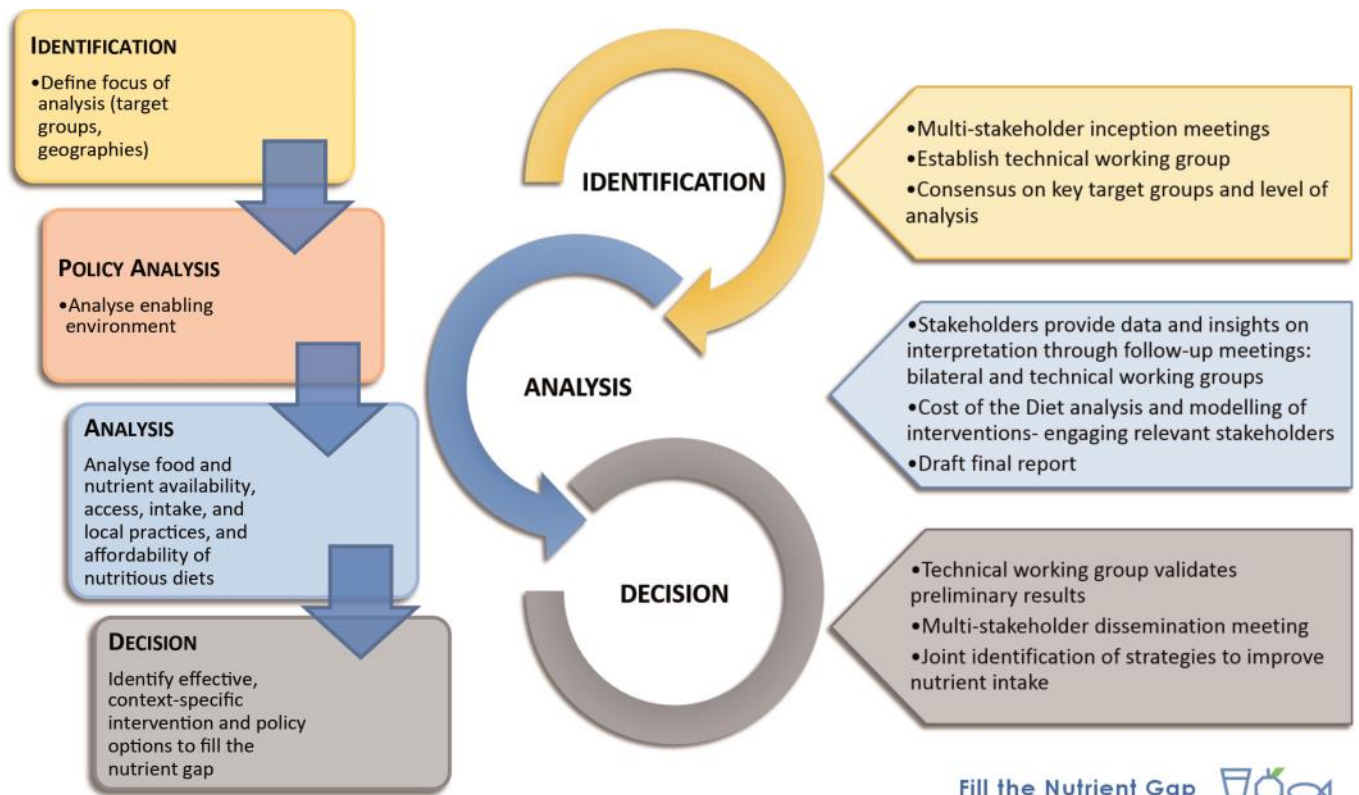 IDENTIFICATION
•Define focus of
analysis (target
groups,
geographies)
POLICY ANALYSIS
•Analyse enabling
environment
ANALYSIS
Analyse food and
nutrient availability,
access, intake, and
local practices, and
affordability of
nutritious diets
DECISION
Identify effective,
context-specific
intervention and policy
options to fill the
nutrient gap
IDENTIFICATION
ANALYSIS
DECISION
•Multi-stakeholder inception meetings
•Establish technical working group
•Consensus on key target groups and level of
analysis
•Stakeholders provide data and insights on
interpretation through follow-up meetings:
bilateral and technical working groups
•Cost of the Diet analysis and modelling of
interventions- engaging relevant stakeholders
•Draft final report
•Technical working group validates
preliminary results
•Multi-stakeholder dissemination meeting
•Joint identification of strategies to improve
nutrient intake
Fill the Nutrient Gap